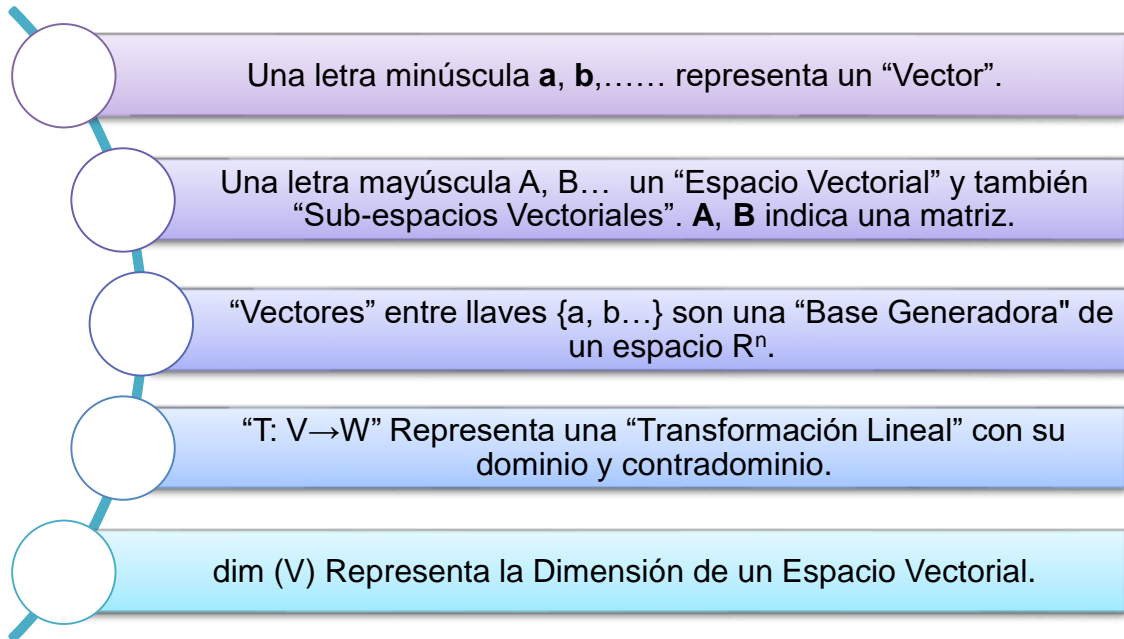 Una letra minúscula a, b,…… representa un “Vector”.
Una letra mayúscula A, B… un “Espacio Vectorial” y también
“Sub-espacios Vectoriales”. A, B indica una matriz.
“Vectores” entre llaves {a, b…} son una “Base Generadora" de
un espacio Rⁿ.
“T: V→W” Representa una “Transformación Lineal” con su
dominio y contradominio.
dim (V) Representa la Dimensión de un Espacio Vectorial.